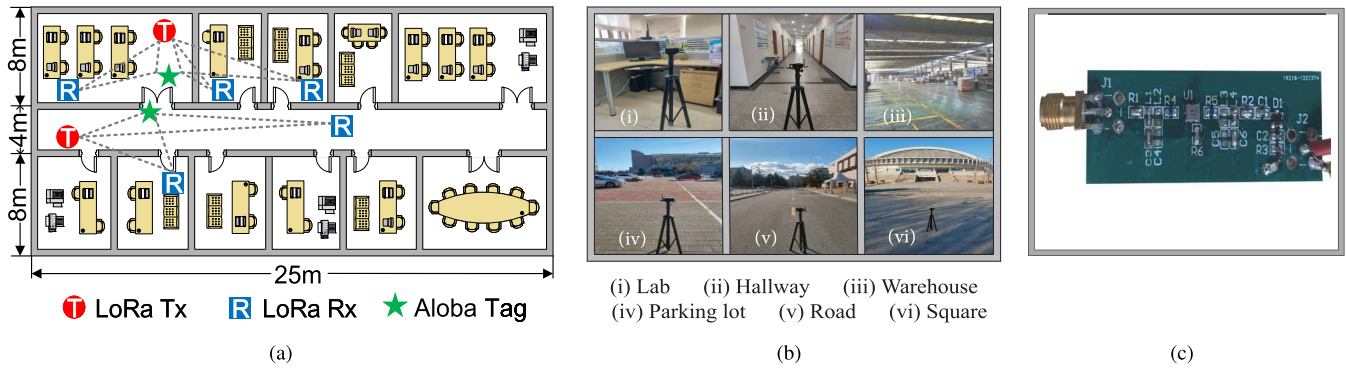 8m
4m
8m
25m
T
R
R
R
T
R
R
T LoRa Tx
R LoRa Rx
Aloba Tag
(a)
(i)
(ii)
(iii)
(iv)
(v)
(vi)
(i) Lab (ii) Hallway (iii) Warehouse
(iv) Parking lot (v) Road (vi) Square
(b)
J1
R1
L1
L2
R4
U1
R5
L3
L4
R2
C1
D1
J2
C3
C4
R6
C5
C6
C2
R3
(c)